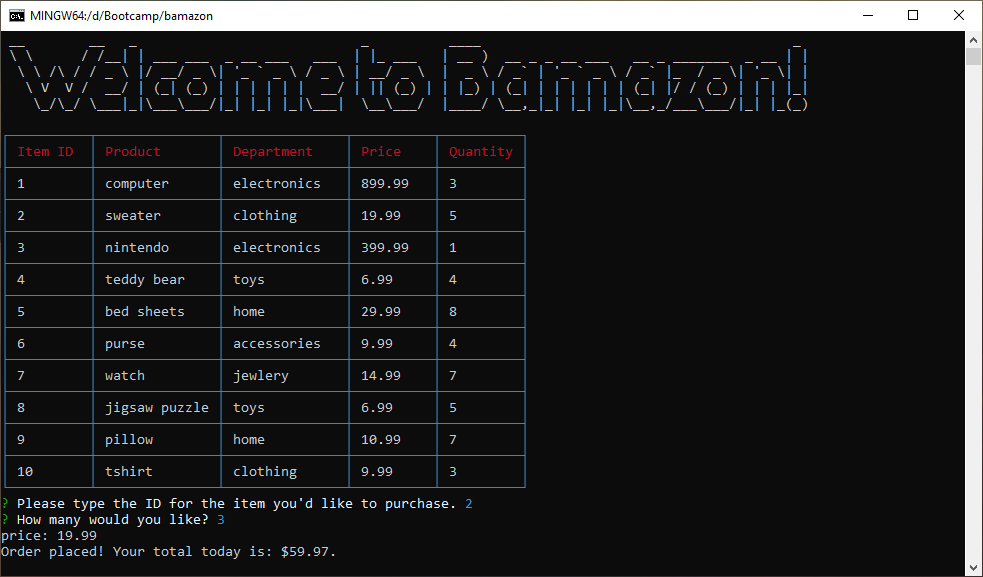 MINGW64:/d/Bootcamp/bamazon
Welcome to Bamazon!
Item ID Product Department Price Quantity
1 computer electronics 899.99 3
2 sweater clothing 19.99 5
3 nintendo electronics 399.99 1
4 teddy bear toys 6.99 4
5 bed sheets home 29.99 8
6 purse accessories 9.99 4
7 watch jewlery 14.99 7
8 jigsaw puzzle toys 6.99 5
9 pillow home 10.99 7
10 tshirt clothing 9.99 3
? Please type the ID for the item you'd like to purchase. 2
? How many would you like? 3
price: 19.99
Order placed! Your total today is: $59.97.